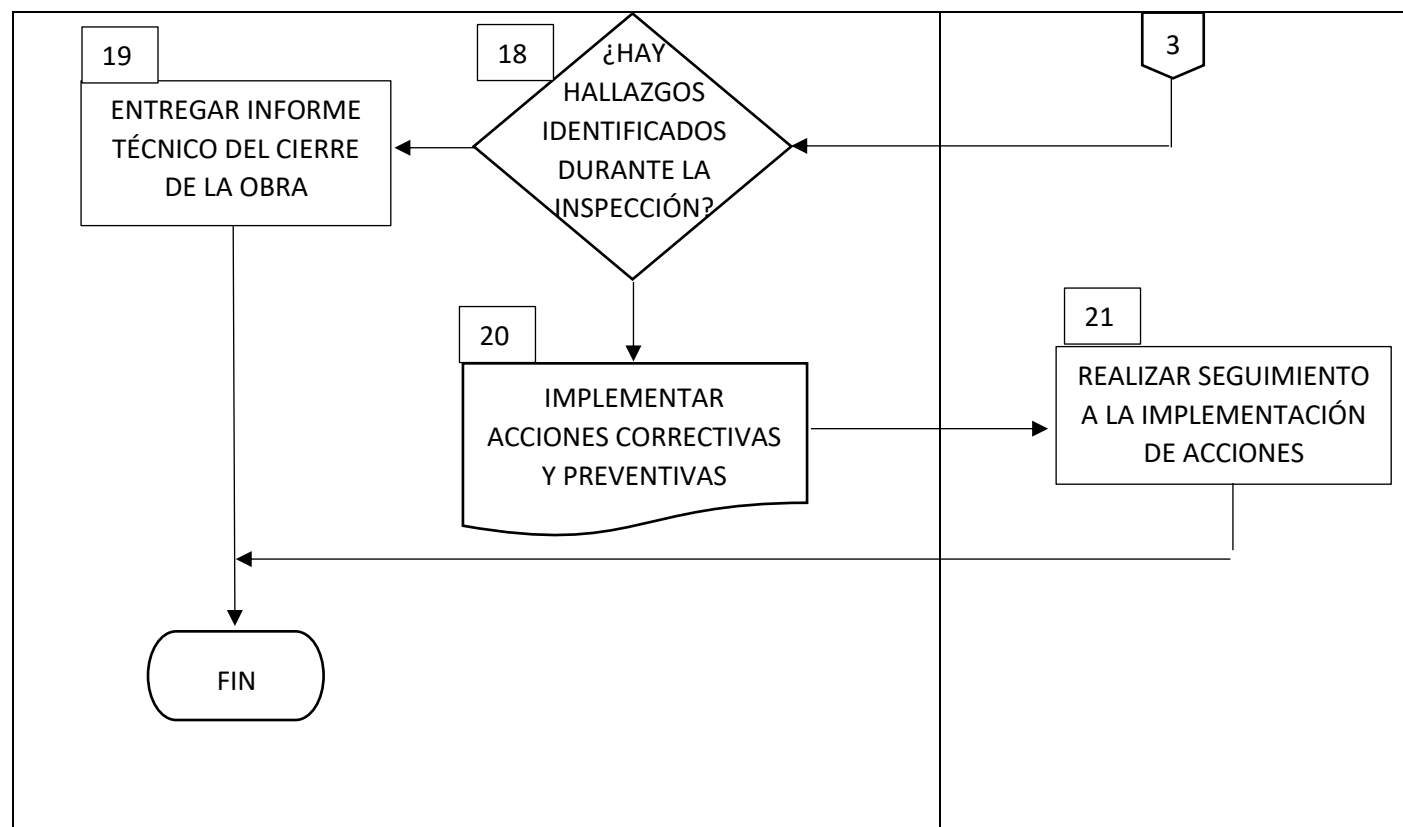 19
ENTREGAR INFORME
TÉCNICO DEL CIERRE
DE LA OBRA
18
¿HAY
HALLAZGOS
IDENTIFICADOS
DURANTE LA
INSPECCIÓN?
3
20
IMPLEMENTAR
ACCIONES CORRECTIVAS
Y PREVENTIVAS
21
REALIZAR SEGUIMIENTO
A LA IMPLEMENTACIÓN
DE ACCIONES
FIN